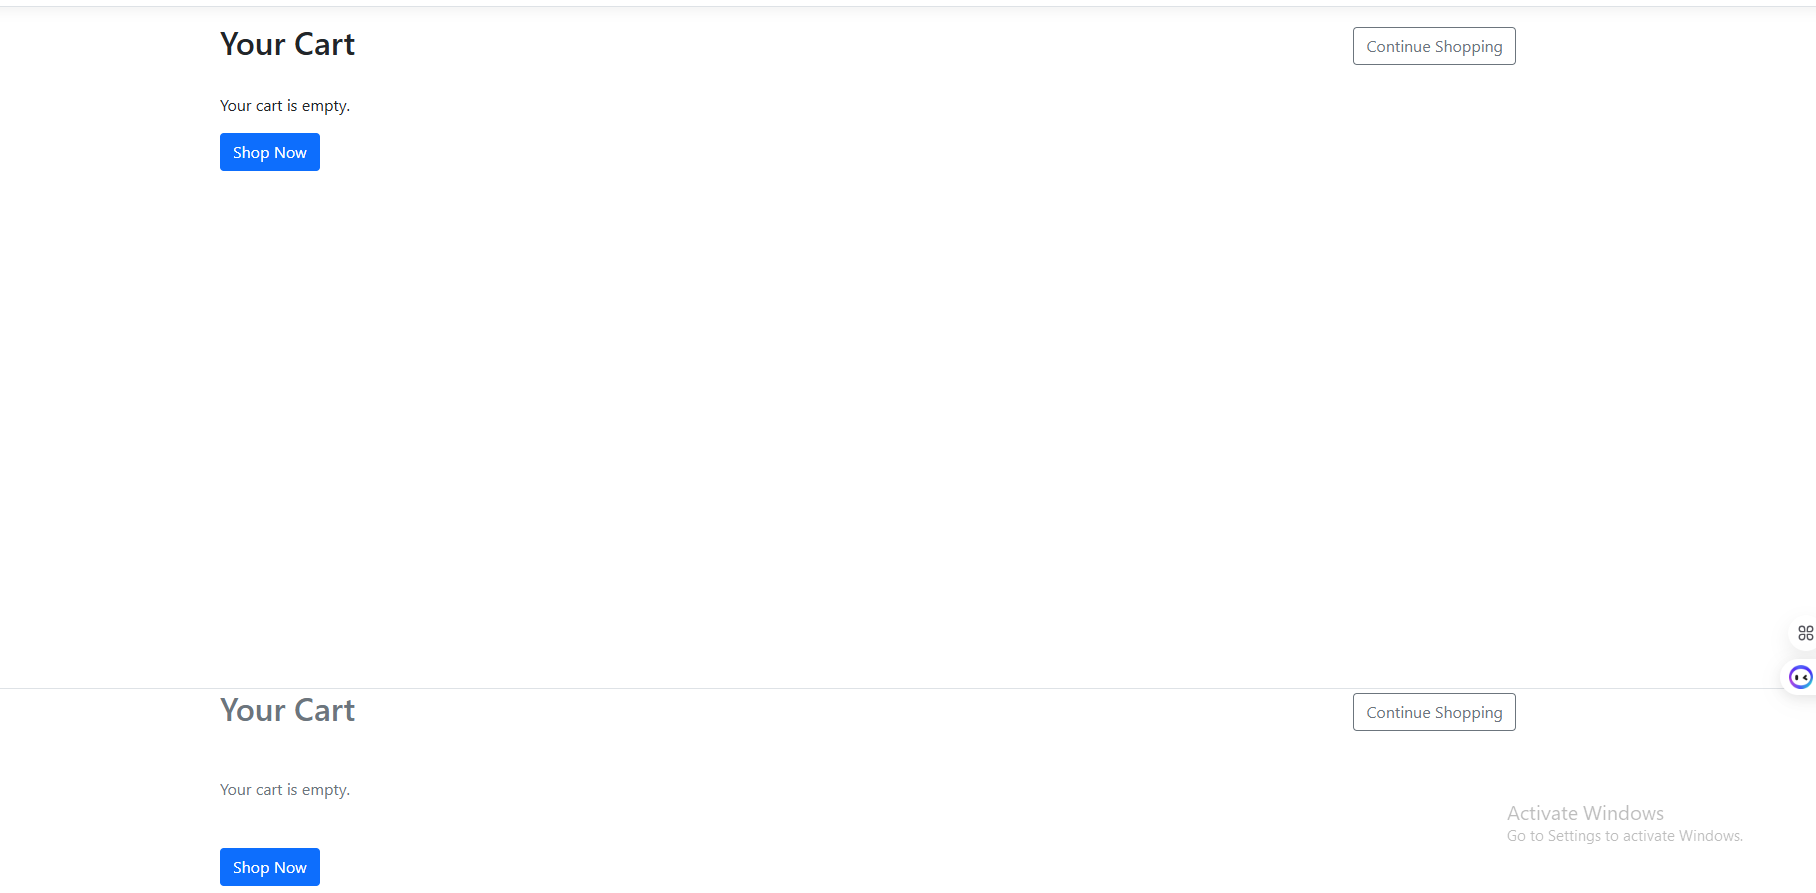 Your Cart
Continue Shopping
Your cart is empty.
Shop Now
Your Cart
Continue Shopping
Your cart is empty.
Activate Windows
Go to Settings to activate Windows.
Shop Now